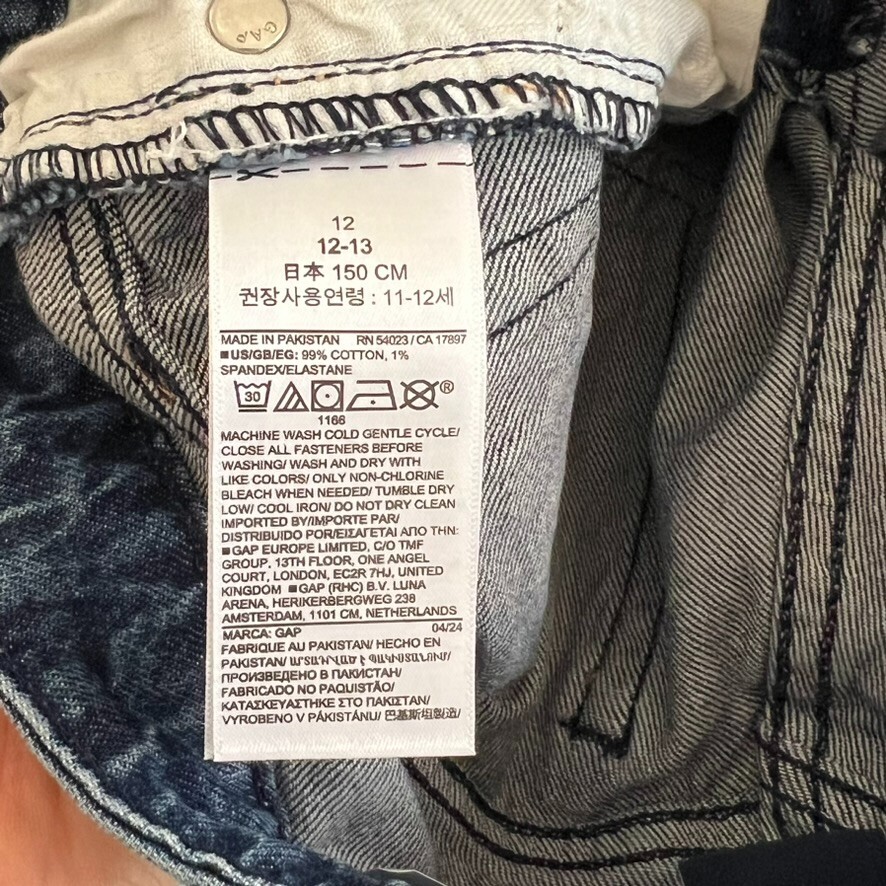 GAP
12
12-13
日本 150 CM
권장사용연령 : 11-12세
MADE IN PAKISTAN RN 54023 / CA 17897
■US/GB/EG: 99% COTTON, 1%
SPANDEX/ELASTANE
30
®
1166
MACHINE WASH COLD GENTLE CYCLE/
CLOSE ALL FASTENERS BEFORE
WASHING/ WASH AND DRY WITH
LIKE COLORS/ ONLY NON-CHLORINE
BLEACH WHEN NEEDED/ TUMBLE DRY
LOW/ COOL IRON/ DO NOT DRY CLEAN
IMPORTED BY/IMPORTE PAR/
DISTRIBUIDO POR/ΕΙΣΑΓΕΤΑΙ ΑΠΟ ΤΗΝ:
■GAP EUROPE LIMITED, C/O TMF
GROUP, 13TH FLOOR, ONE ANGEL
COURT, LONDON, EC2R 7HJ, UNITED
KINGDOM ■GAP (RHC) B.V. LUNA
ARENA, HERIKERBERGWEG 238
AMSTERDAM, 1101 CM, NETHERLANDS
MARCA: GAP 04/24
FABRIQUE AU PAKISTAN/ HECHO EN
PAKISTAN/
ПРОИЗВЕДЕНО В ПАКИСТАН/
FABRICADO NO PAQUISTÃO/
ΚΑΤΑΣΚΕΥΑΣΤΗΚΕ ΣΤΟ ΠΑΚΙΣΤΑΝ/
VYROBENO V PÁKISTÁNU/ 巴基斯坦製造/